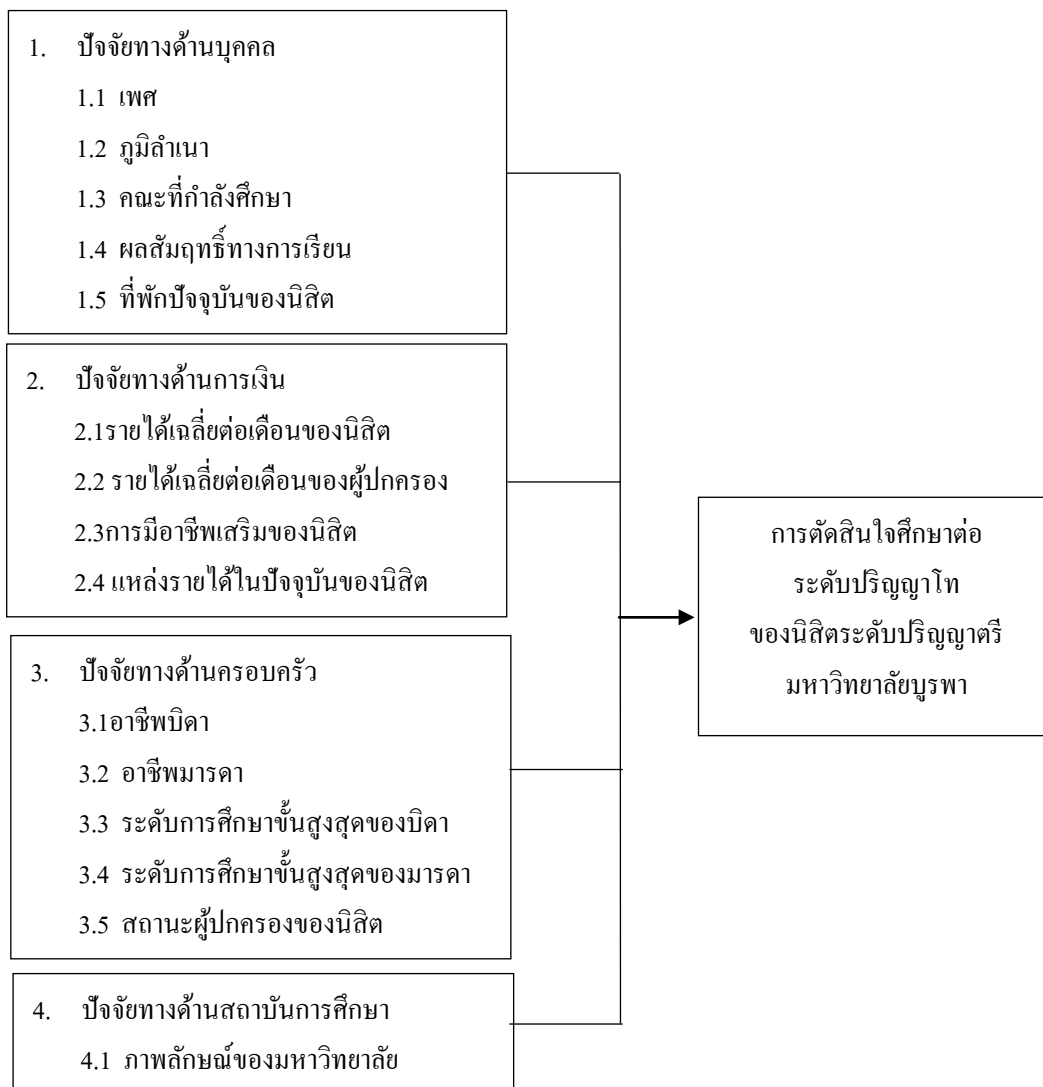 1. ปัจจัยทางด้านบุคคล
1.1 เพศ
1.2 ภูมิลำเนา
1.3 คณะที่กำลังศึกษา
1.4 ผลสัมฤทธิ์ทางการเรียน
1.5 ที่พักปัจจุบันของนิสิต
2. ปัจจัยทางด้านการเงิน
2.1รายได้เฉลี่ยต่อเดือนของนิสิต
2.2 รายได้เฉลี่ยต่อเดือนของผู้ปกครอง
2.3การมีอาชีพเสริมของนิสิต
2.4 แหล่งรายได้ในปัจจุบันของนิสิต
3. ปัจจัยทางด้านครอบครัว
3.1อาชีพบิดา
3.2 อาชีพมารดา
3.3 ระดับการศึกษาขั้นสูงสุดของบิดา
3.4 ระดับการศึกษาขั้นสูงสุดของมารดา
3.5 สถานะผู้ปกครองของนิสิต
4. ปัจจัยทางด้านสถาบันการศึกษา
4.1 ภาพลักษณ์ของมหาวิทยาลัย
การตัดสินใจศึกษาต่อ
ระดับปริญญาโท
ของนิสิตระดับปริญญาตรี
มหาวิทยาลัยบูรพา